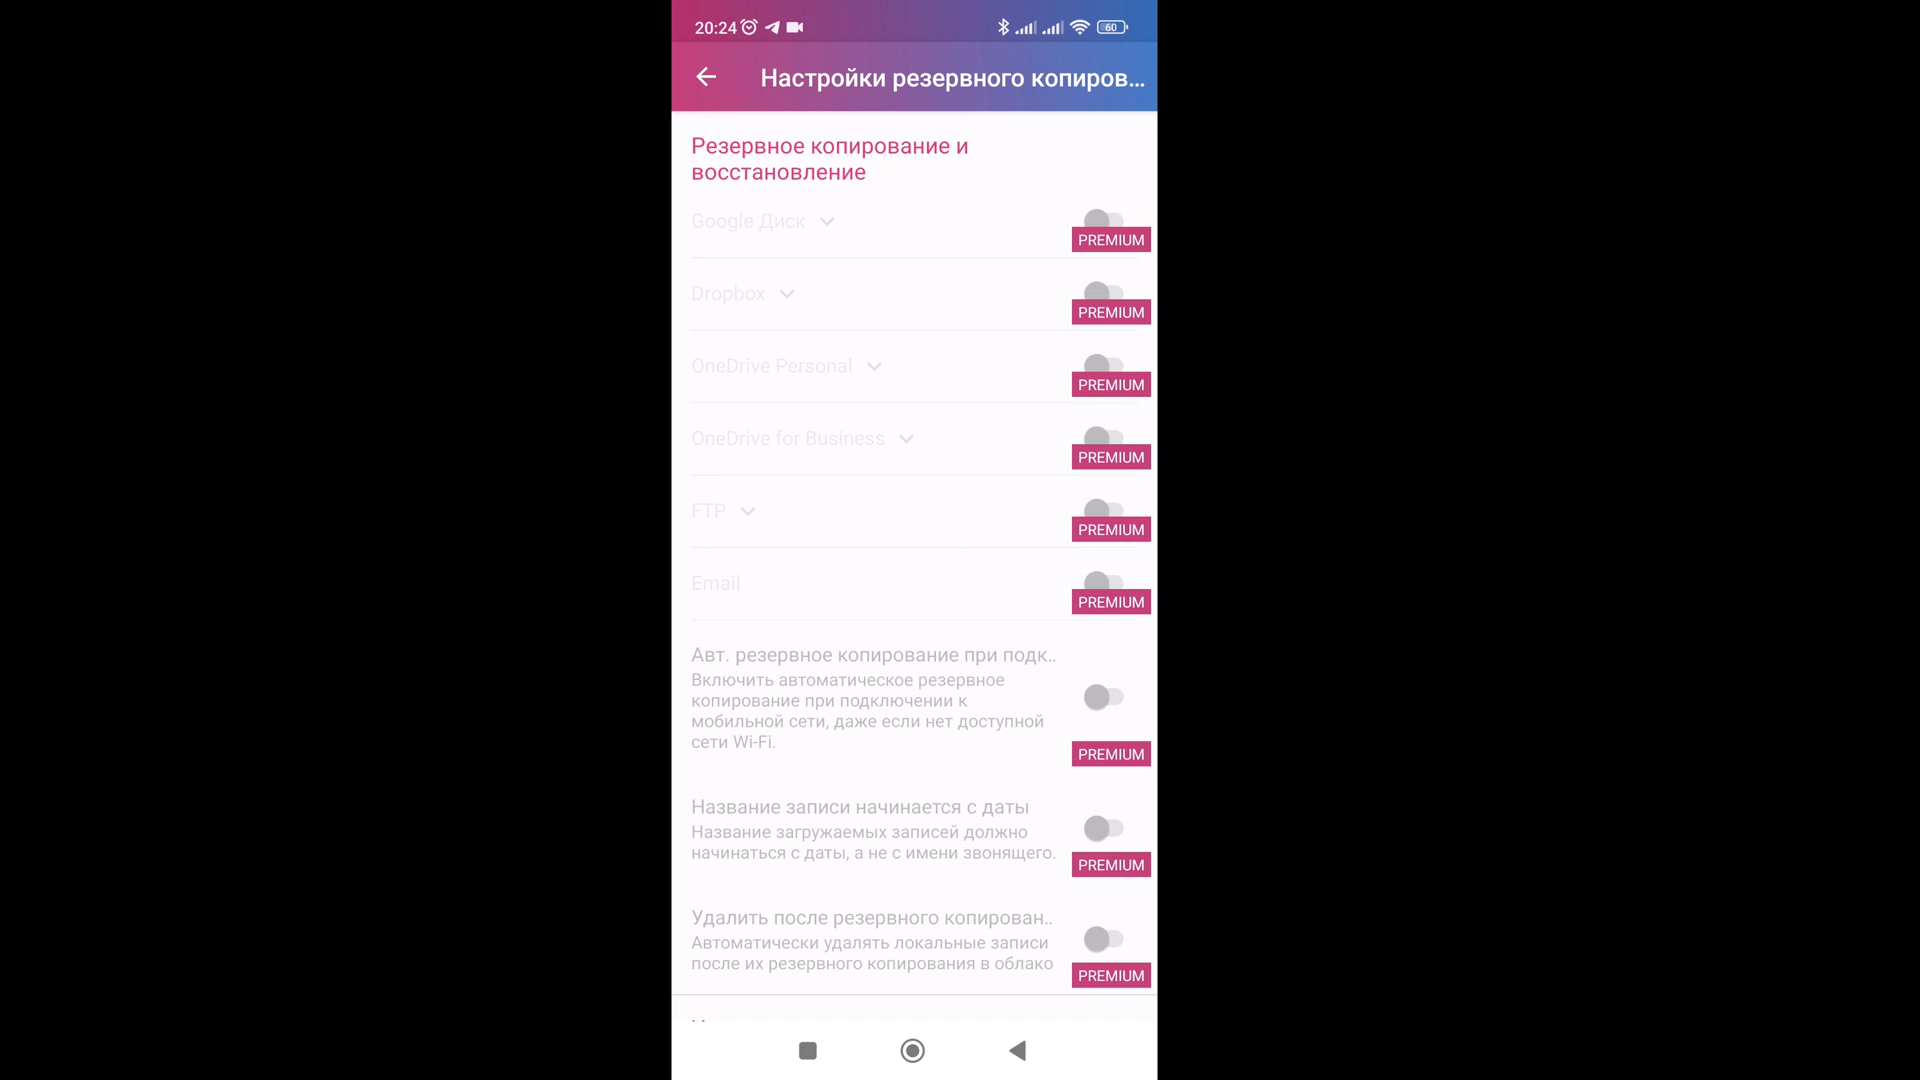 20:24
60
Настройки резервного копиров...
Резервное копирование и
восстановление
Google Диск
PREMIUM
Dropbox
PREMIUM
OneDrive Personal
PREMIUM
OneDrive for Business
PREMIUM
FTP
PREMIUM
Email
PREMIUM
Авт. резервное копирование при подк..
Включить автоматическое резервное
копирование при подключении к
мобильной сети, даже если нет доступной
сети Wi-Fi.
PREMIUM
Название записи начинается с даты
Название загружаемых записей должно
начинаться с даты, а не с имени звонящего.
PREMIUM
Удалить после резервного копирован..
Автоматически удалять локальные записи
после их резервного копирования в облако
PREMIUM